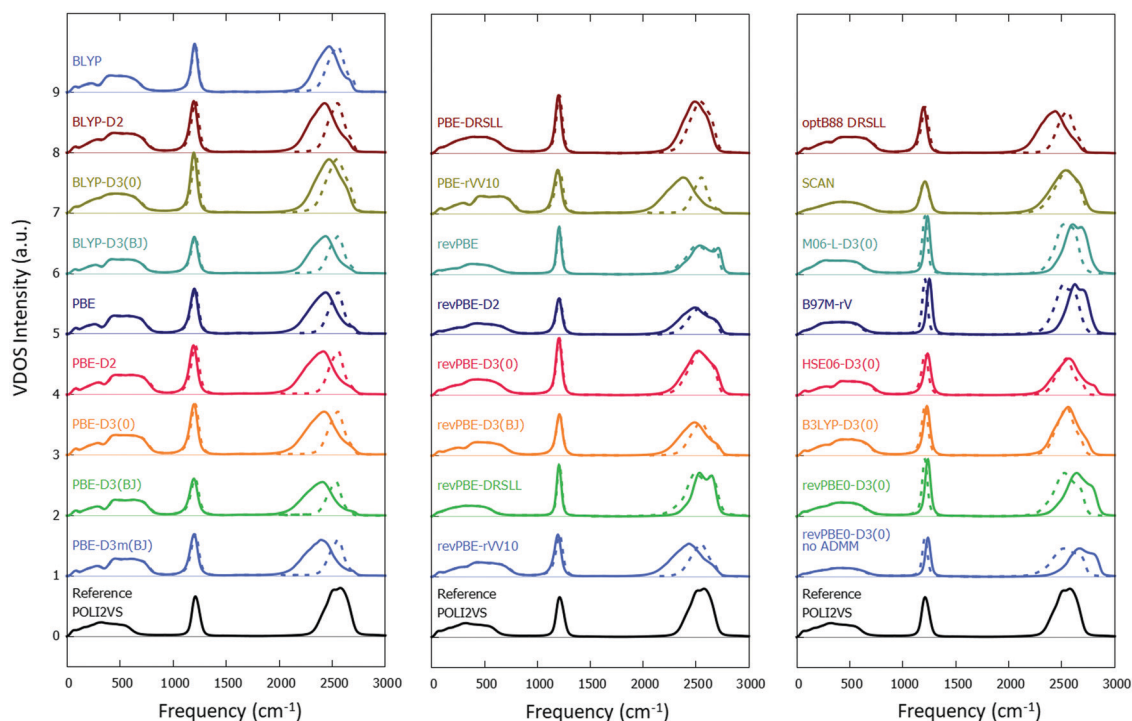 VDOS Intensity (a.u.)
BLYP
9
BLYP-D2
8
BLYP-D3(0)
7
BLYP-D3(BJ)
6
PBE
5
PBE-D2
4
PBE-D3(0)
3
PBE-D3(BJ)
2
PBE-D3m(BJ)
1
Reference
POLI2VS
0
0 500 1000 1500 2000 2500 3000
Frequency (cm⁻¹)
PBE-DRSLL
PBE-rVV10
revPBE
revPBE-D2
revPBE-D3(0)
revPBE-D3(BJ)
revPBE-DRSLL
revPBE-rVV10
Reference
POLI2VS
0 500 1000 1500 2000 2500 3000
Frequency (cm⁻¹)
optB88 DRSLL
SCAN
M06-L-D3(0)
B97M-rV
HSE06-D3(0)
B3LYP-D3(0)
revPBE0-D3(0)
revPBE0-D3(0)
no ADMM
Reference
POLI2VS
0 500 1000 1500 2000 2500 3000
Frequency (cm⁻¹)